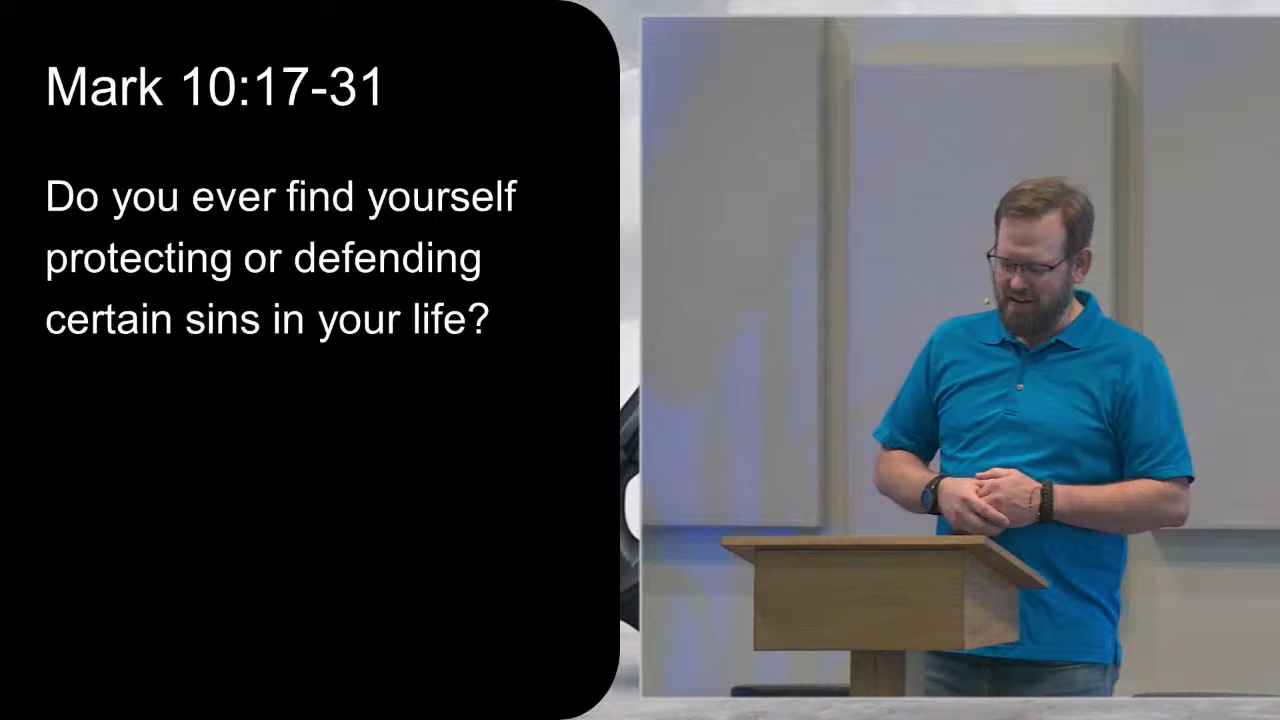 Mark 10:17-31
Do you ever find yourself
protecting or defending
certain sins in your life?